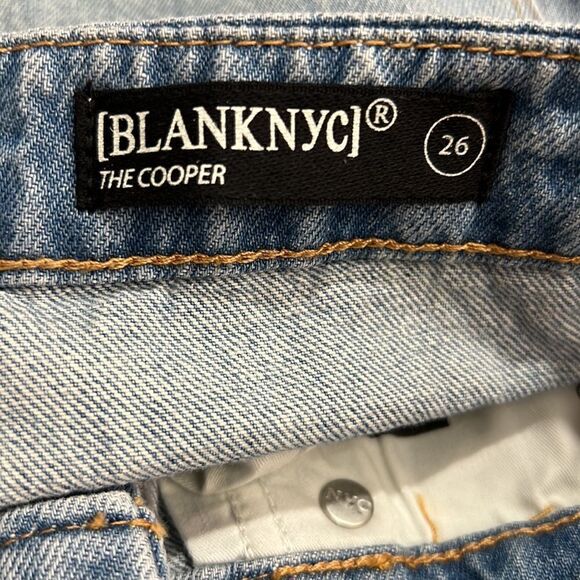 [BLANKNYC]®
26
THE COOPER
NYC